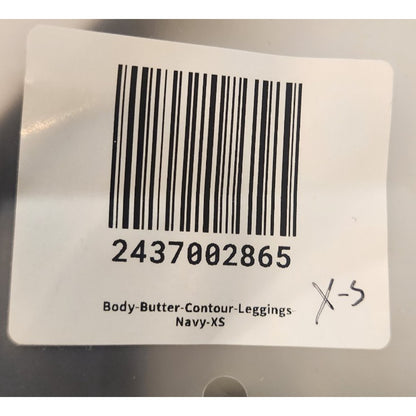 2437002865
Body-Butter-Contour-Leggings-
Navy-XS
X-S